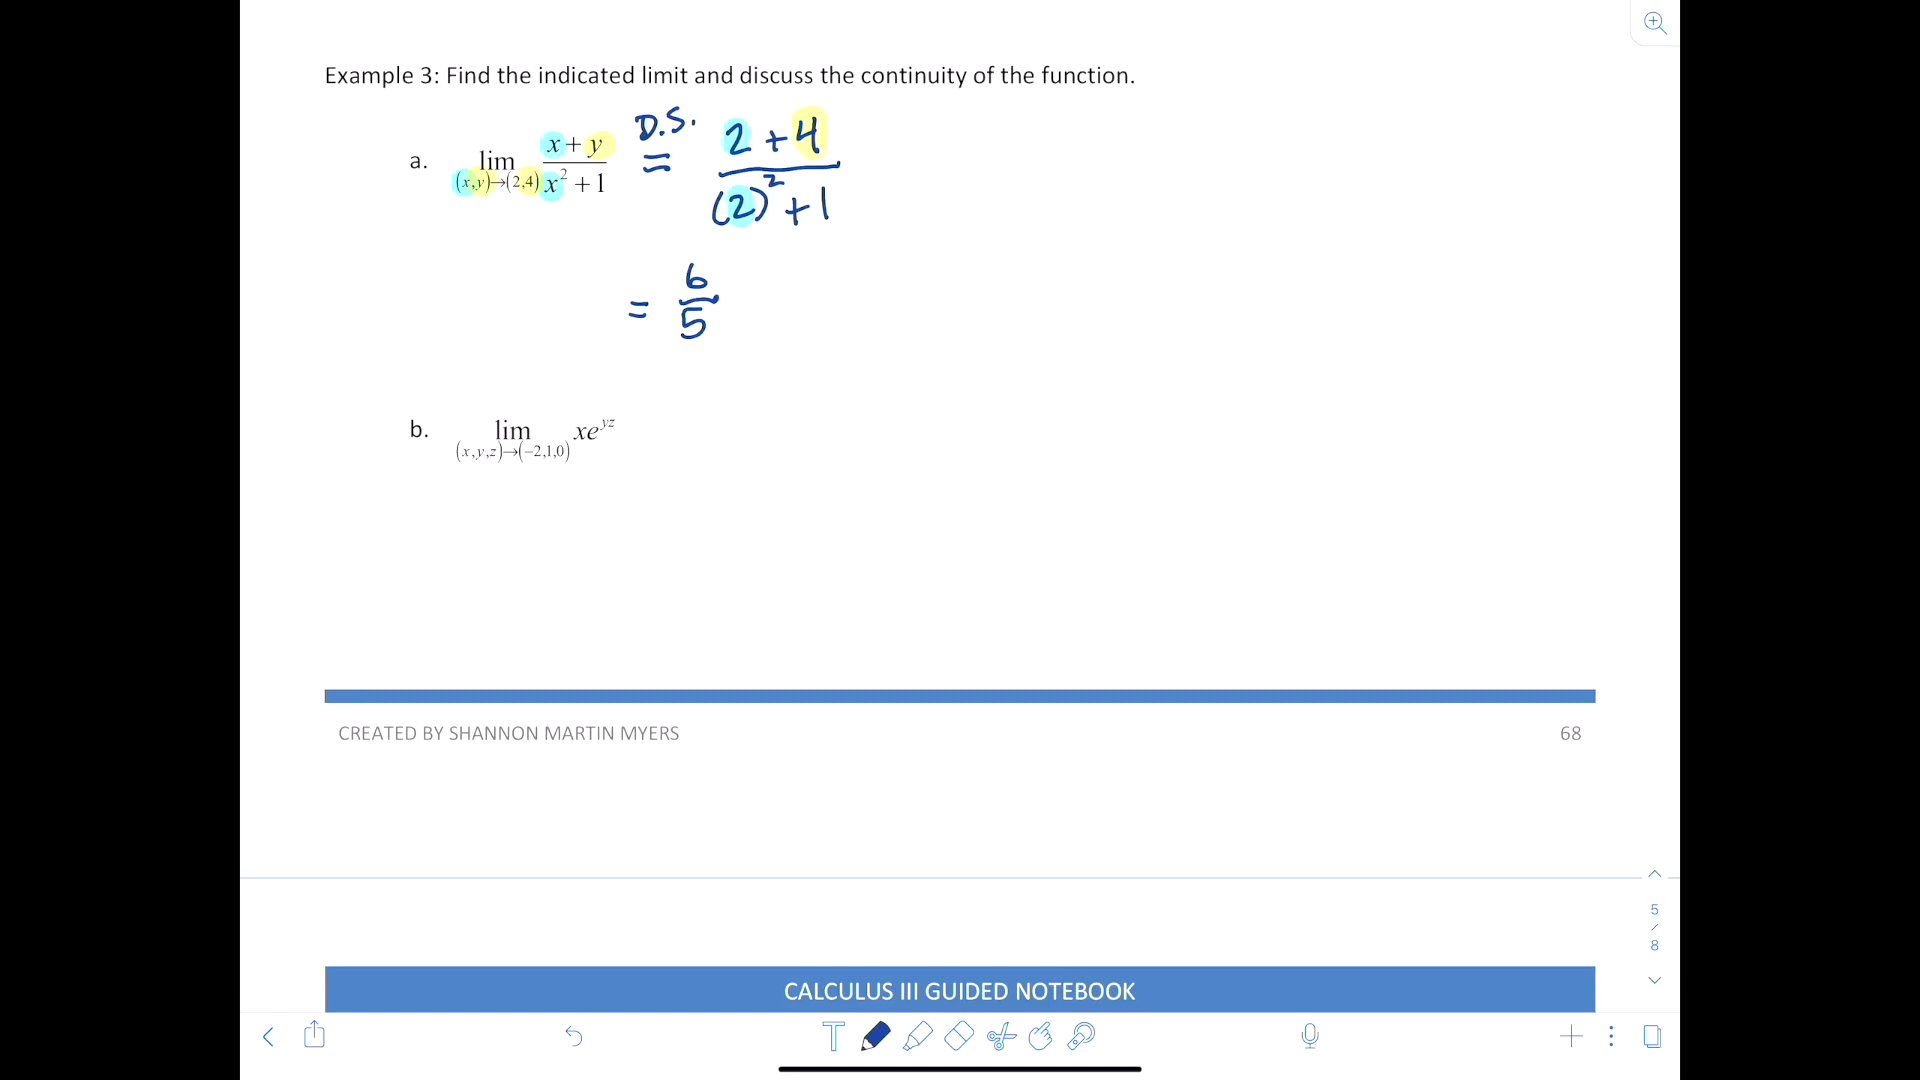 Example 3: Find the indicated limit and discuss the continuity of the function.
a. lim (x,y)→(2,4) x + y / x² + 1 D.S. = 2 + 4 / (2)² + 1
= 6/5
b. lim (x,y,z)→(−2,1,0) xe^yz
CREATED BY SHANNON MARTIN MYERS 68
5
/
8
CALCULUS III GUIDED NOTEBOOK
T